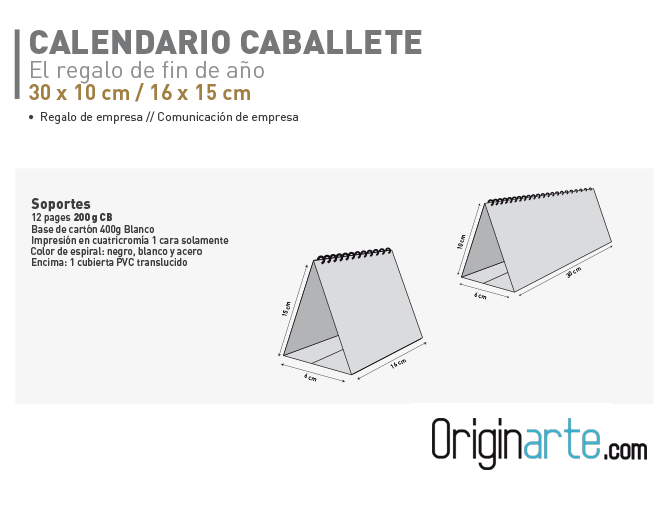 CALENDARIO CABALLETE
El regalo de fin de año
30 x 10 cm / 16 x 15 cm
• Regalo de empresa // Comunicación de empresa
Soportes
12 pages 200 g CB
Base de cartón 400g Blanco
Impresión en cuatricromía 1 cara solamente
Color de espiral: negro, blanco y acero
Encima: 1 cubierta PVC translucido
10 cm
6 cm
30 cm
15 cm
6 cm
16 cm
Originarte.com